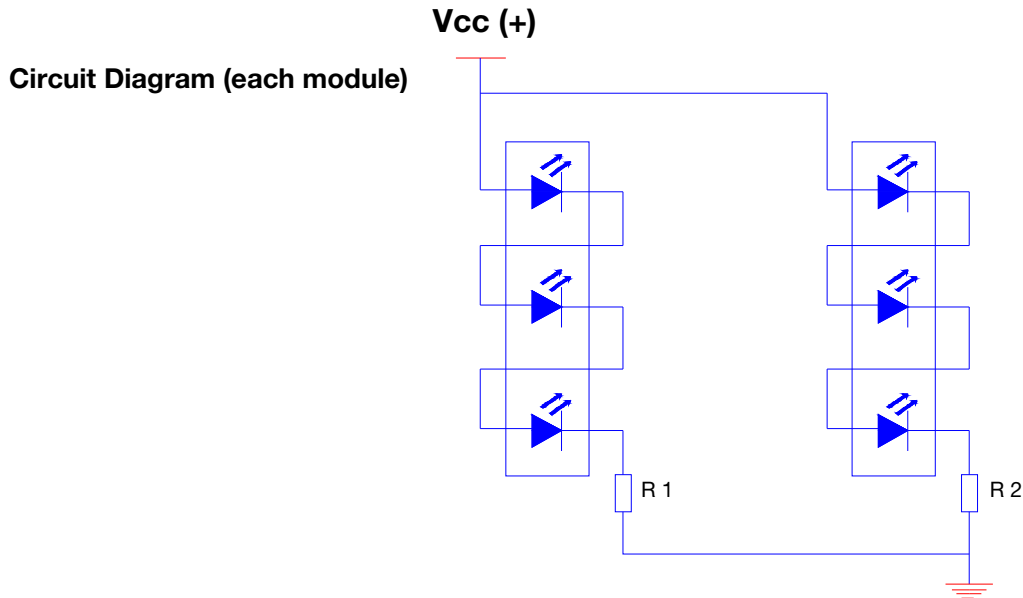 Vcc (+)
Circuit Diagram (each module)
R 1
R 2